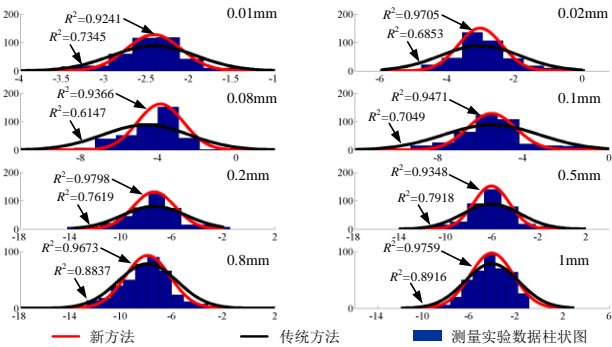 200 R²=0.9241 0.01mm
100 R²=0.7345
0
-4 -3.5 -3 -2.5 -2 -1.5 -1
200 R²=0.9705 0.02mm
100 R²=0.6853
0
-6 -4 -2 0
200 R²=0.9366 0.08mm
100 R²=0.6147
0
-8 -4 0 2
200 R²=0.9471 0.1mm
100 R²=0.7049
0
-8 -4 0
200 R²=0.9798 0.2mm
100 R²=0.7619
0
-18 -14 -10 -6 -2 2
200 R²=0.9348 0.5mm
100 R²=0.7918
0
-18 -14 -10 -6 -2 2
100 R²=0.9673 0.8mm
50 R²=0.8837
0
-18 -14 -10 -6 -2 2
100 R²=0.9759 1mm
50 R²=0.8916
0
-14 -10 -6 -2 3 6
新方法 传统方法 测量实验数据柱状图